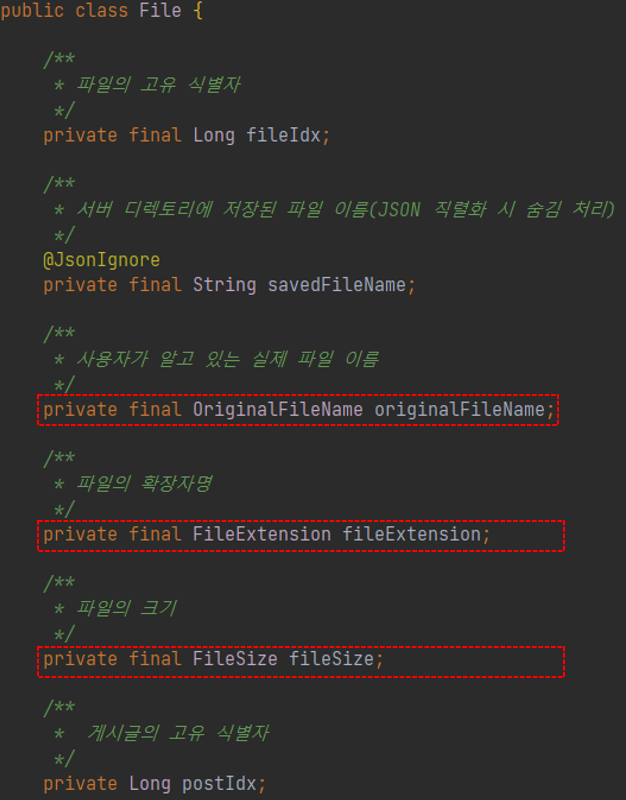 public class File {
/**
* 파일의 고유 식별자
*/
private final Long fileIdx;
/**
* 서버 디렉토리에 저장된 파일 이름(JSON 직렬화 시 숨김 처리)
*/
@JsonIgnore
private final String savedFileName;
/**
* 사용자가 알고 있는 실제 파일 이름
*/
private final OriginalFileName originalFileName;
/**
* 파일의 확장자명
*/
private final FileExtension fileExtension;
/**
* 파일의 크기
*/
private final FileSize fileSize;
/**
*  게시글의 고유 식별자
*/
private Long postIdx;